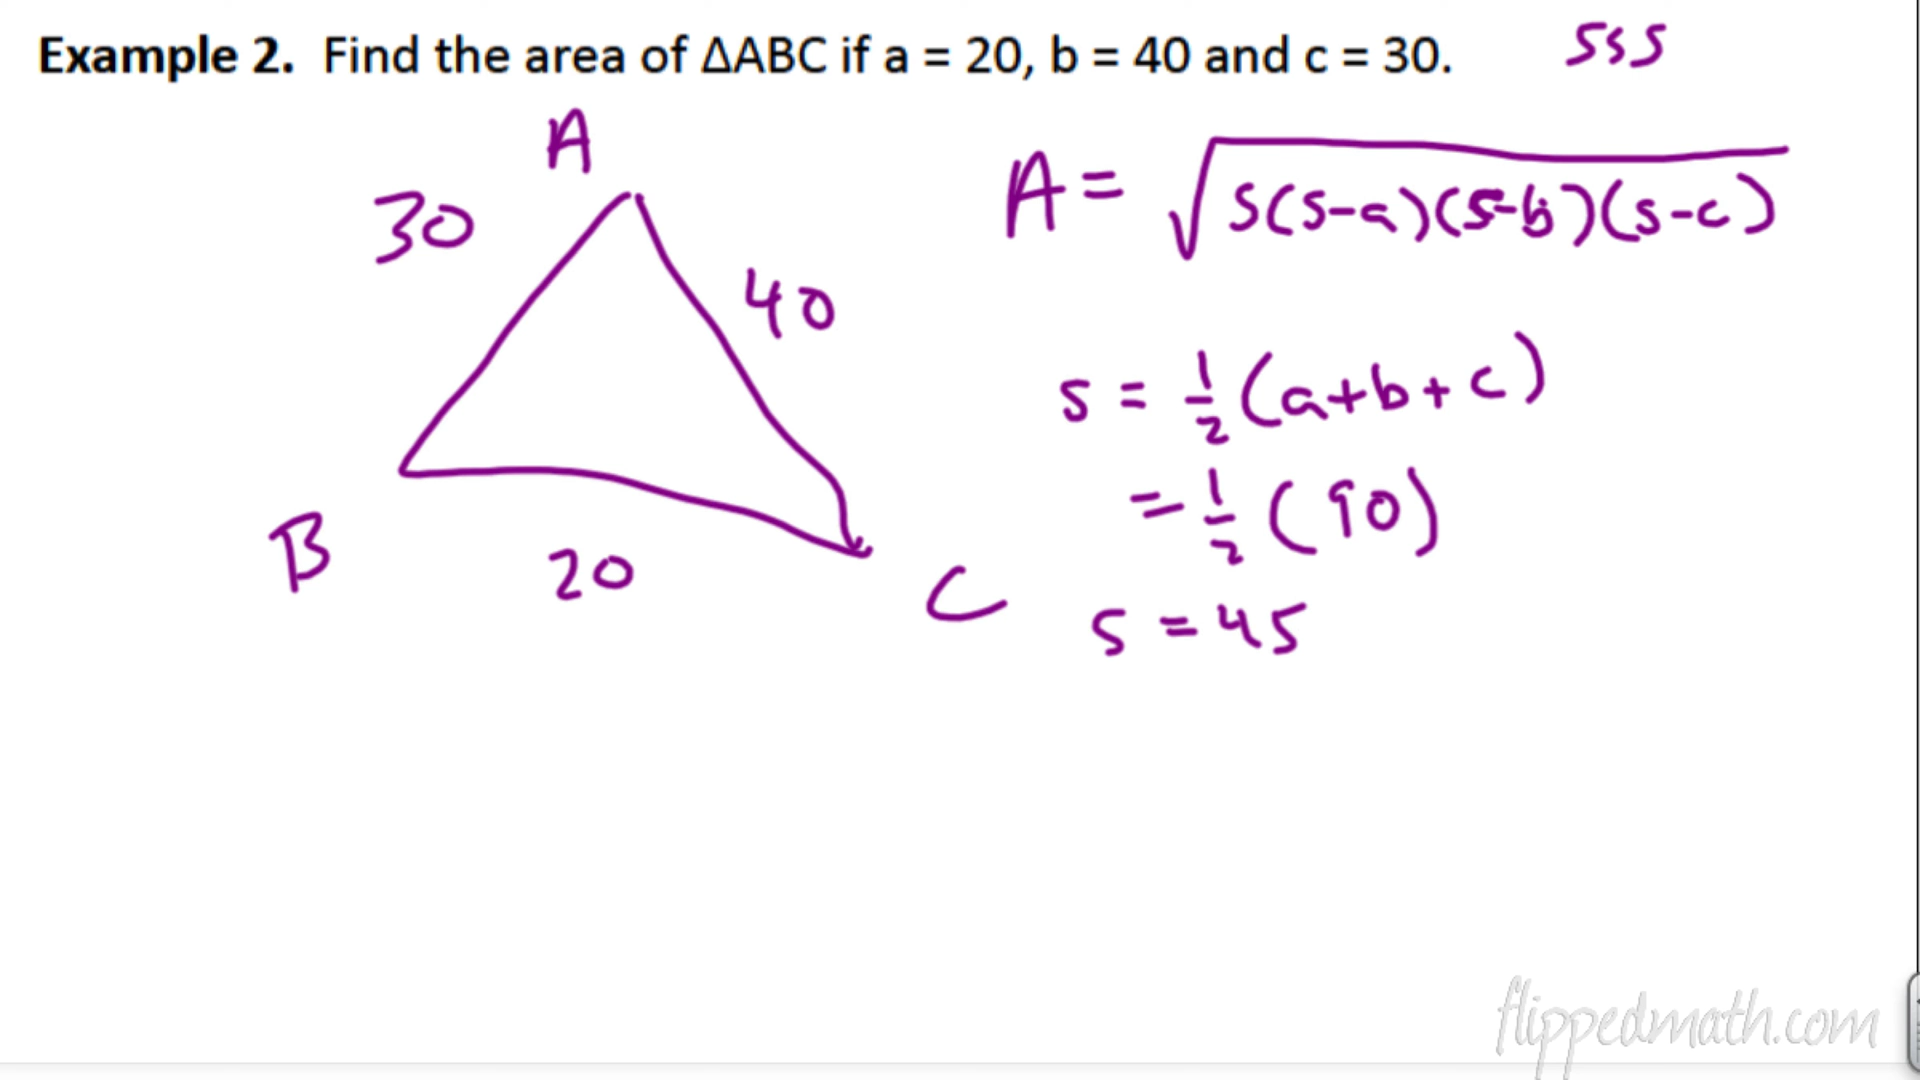 Example 2. Find the area of ΔABC if a = 20, b = 40 and c = 30.
SSS
A
30
40
B
20
C
A = √s(s-a)(s-b)(s-c)
s = 1/2 (a+b+c)
= 1/2 (90)
s = 45
flippedmath.com